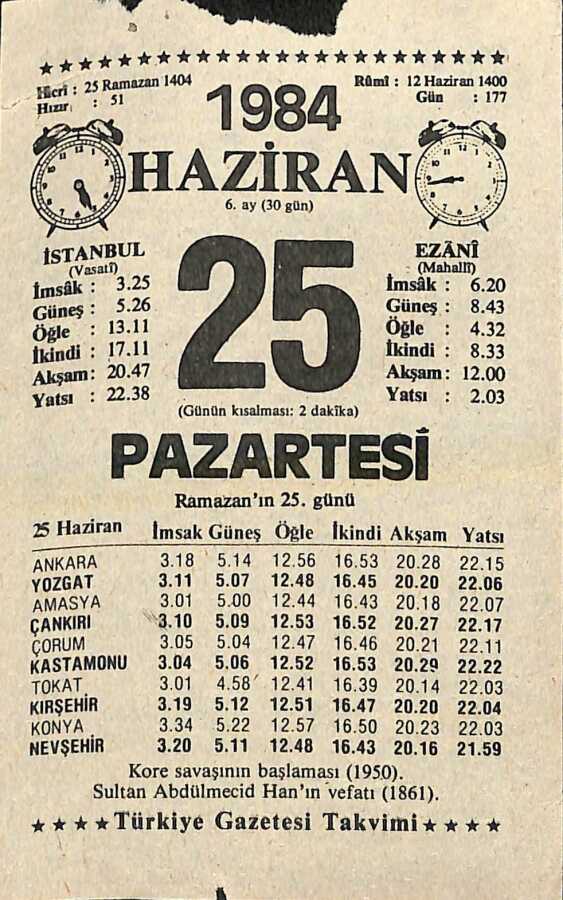 Hicrî : 25 Ramazan 1404
Rûmî : 12 Haziran 1400
Hızır : 51
Gün : 177
1984
HAZİRAN
6. ay (30 gün)
İSTANBUL
(Vasatî)
İmsâk : 3.25
Güneş : 5.26
Öğle : 13.11
İkindi : 17.11
Akşam: 20.47
Yatsı : 22.38
25
(Günün kısalması: 2 dakîka)
EZÂNÎ
(Mahallî)
İmsâk : 6.20
Güneş : 8.43
Öğle : 4.32
İkindi : 8.33
Akşam: 12.00
Yatsı : 2.03
PAZARTESİ
Ramazan'ın 25. günü
25 Haziran İmsak Güneş Öğle İkindi Akşam Yatsı
ANKARA 3.18 5.14 12.56 16.53 20.28 22.15
YOZGAT 3.11 5.07 12.48 16.45 20.20 22.06
AMASYA 3.01 5.00 12.44 16.43 20.18 22.07
ÇANKIRI 3.10 5.09 12.53 16.52 20.27 22.17
ÇORUM 3.05 5.04 12.47 16.46 20.21 22.11
KASTAMONU 3.04 5.06 12.52 16.53 20.29 22.22
TOKAT 3.01 4.58 12.41 16.39 20.14 22.03
KIRŞEHİR 3.19 5.12 12.51 16.47 20.20 22.04
KONYA 3.34 5.22 12.57 16.50 20.23 22.03
NEVŞEHİR 3.20 5.11 12.48 16.43 20.16 21.59
Kore savaşının başlaması (1950).
Sultan Abdülmecid Han'ın vefatı (1861).
★★★★Türkiye Gazetesi Takvimi★★★★